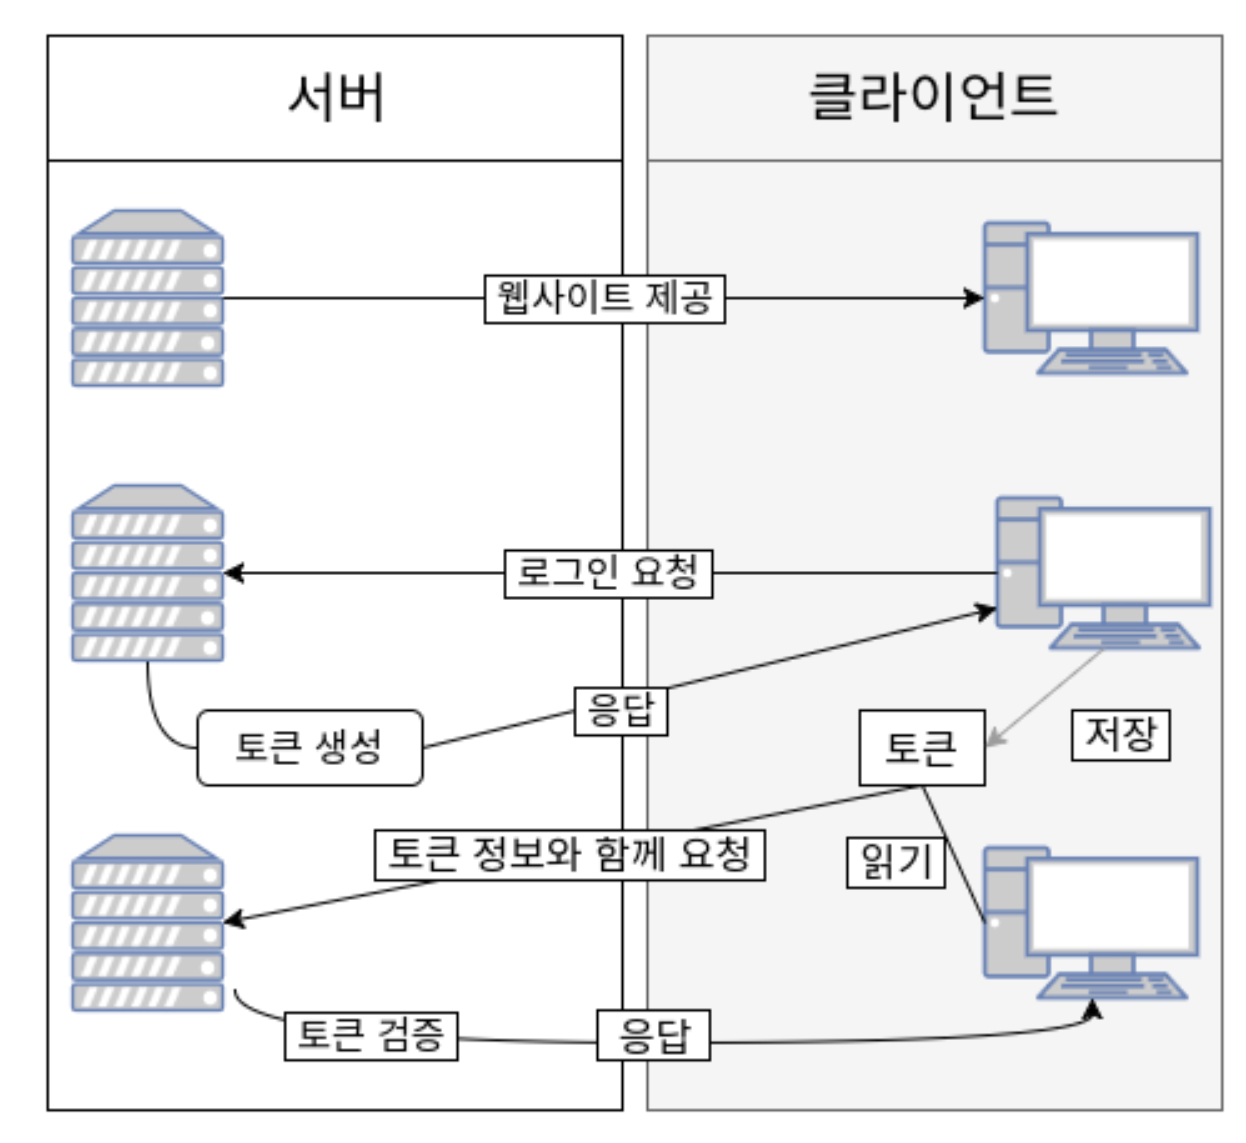 서버
클라이언트
웹사이트 제공
로그인 요청
응답
토큰 생성
토큰
저장
토큰 정보와 함께 요청
읽기
토큰 검증
응답